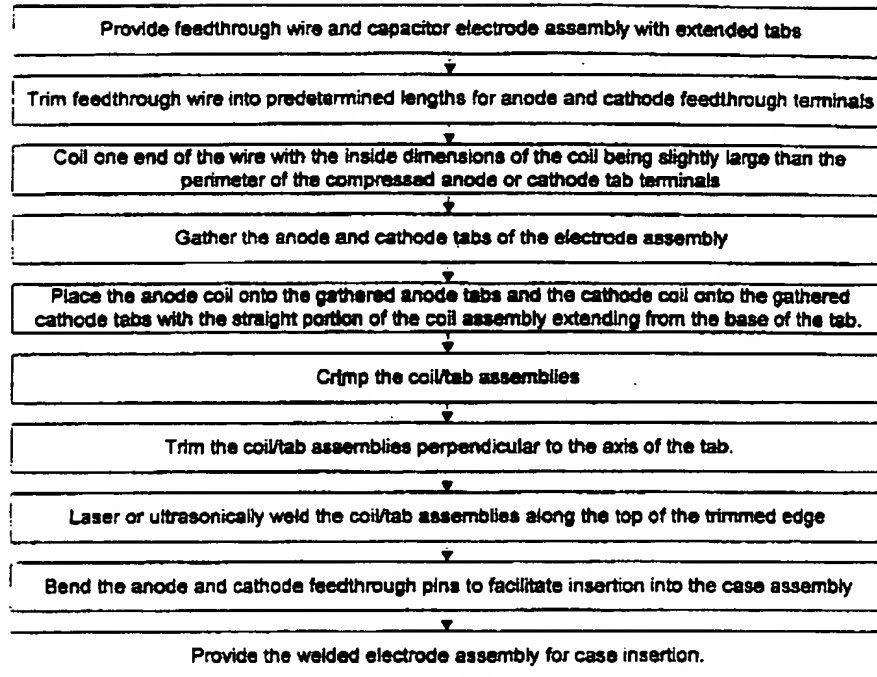 Provide feedthrough wire and capacitor electrode assembly with extended tabs
Trim feedthrough wire into predetermined lengths for anode and cathode feedthrough terminals
Coil one end of the wire with the inside dimensions of the coil being slightly large than the
perimeter of the compressed anode or cathode tab terminals
Gather the anode and cathode tabs of the electrode assembly
Place the anode coil onto the gathered anode tabs and the cathode coil onto the gathered
cathode tabs with the straight portion of the coil assembly extending from the base of the tab.
Crimp the coil/tab assemblies
Trim the coil/tab assemblies perpendicular to the axis of the tab.
Laser or ultrasonically weld the coil/tab assemblies along the top of the trimmed edge
Bend the anode and cathode feedthrough pins to facilitate insertion into the case assembly
Provide the welded electrode assembly for case insertion.